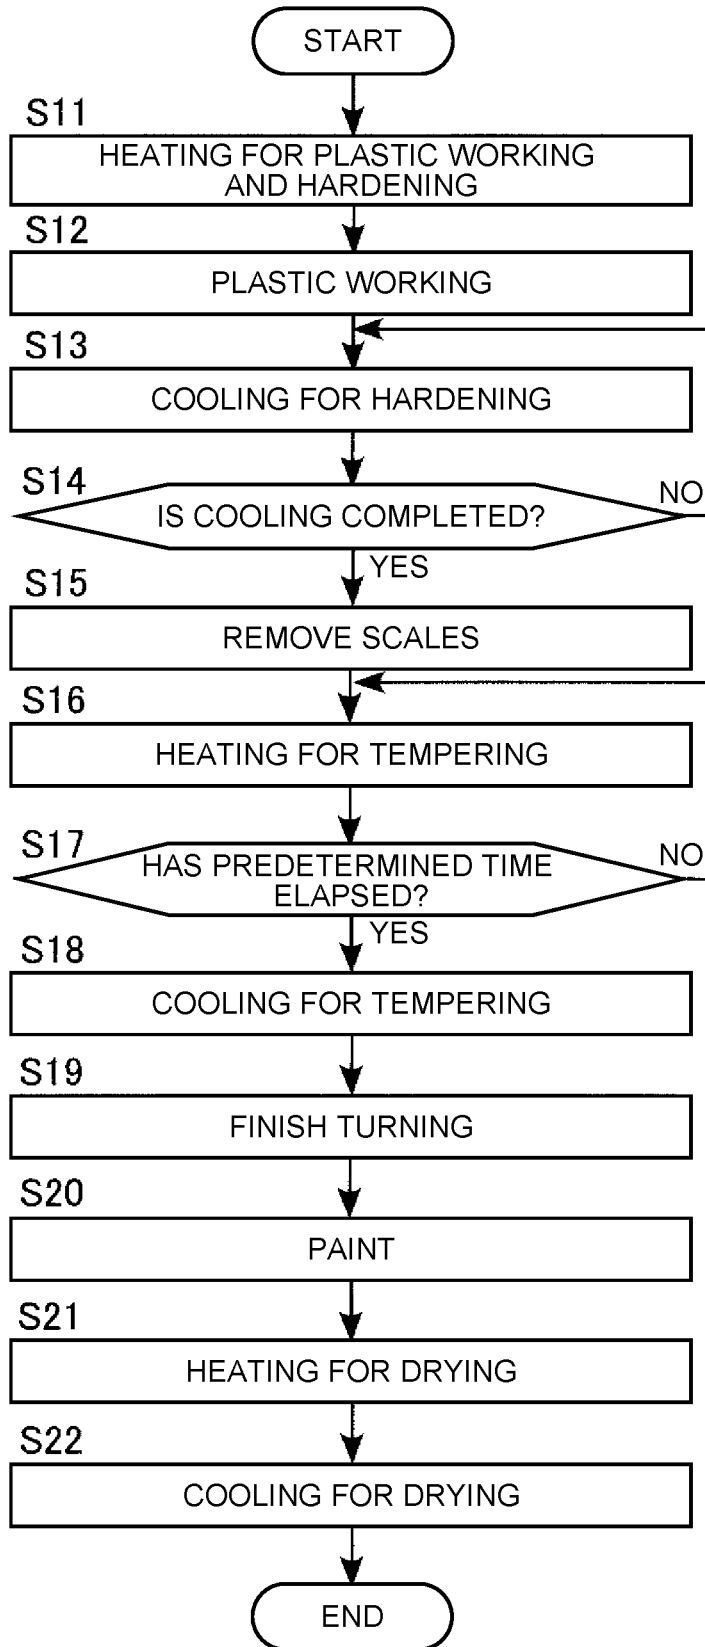 START
S11
HEATING FOR PLASTIC WORKING
AND HARDENING
S12
PLASTIC WORKING
S13
COOLING FOR HARDENING
S14
IS COOLING COMPLETED?
NO
YES
S15
REMOVE SCALES
S16
HEATING FOR TEMPERING
S17
HAS PREDETERMINED TIME
ELAPSED?
NO
YES
S18
COOLING FOR TEMPERING
S19
FINISH TURNING
S20
PAINT
S21
HEATING FOR DRYING
S22
COOLING FOR DRYING
END